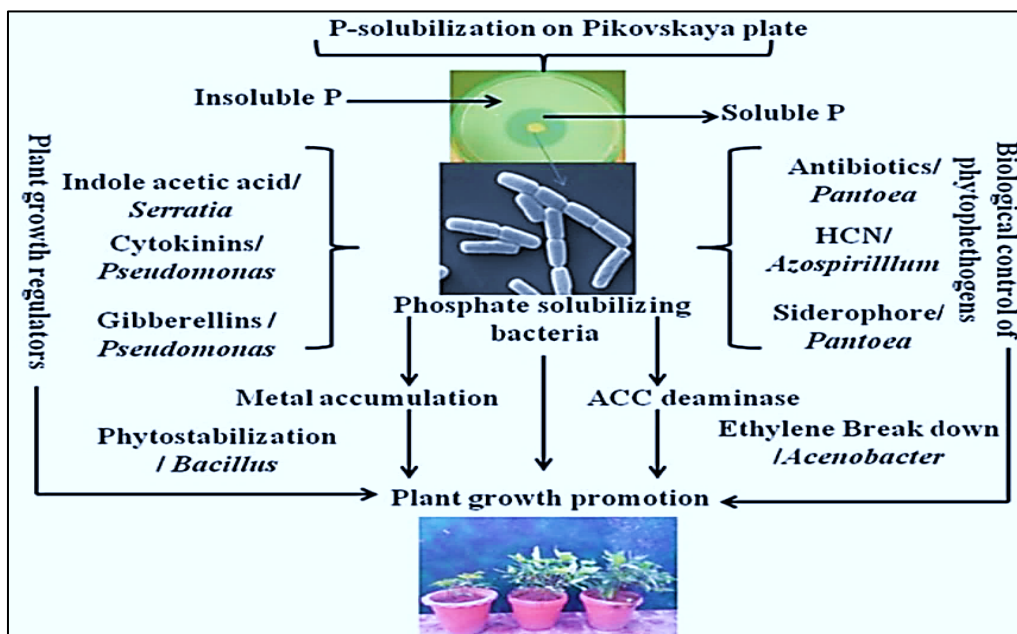 P-solubilization on Pikovskaya plate
Insoluble P
Soluble P
Plant growth regulators
Indole acetic acid/
Serratia
Cytokinins/
Pseudomonas
Gibberellins /
Pseudomonas
Antibiotics/
Pantoea
HCN/
Azospirilllum
Siderophore/
Pantoea
Biological control of
phytophethogens
Phosphate solubilizing
bacteria
Metal accumulation
ACC deaminase
Phytostabilization
/ Bacillus
Ethylene Break down
/Acenobacter
Plant growth promotion